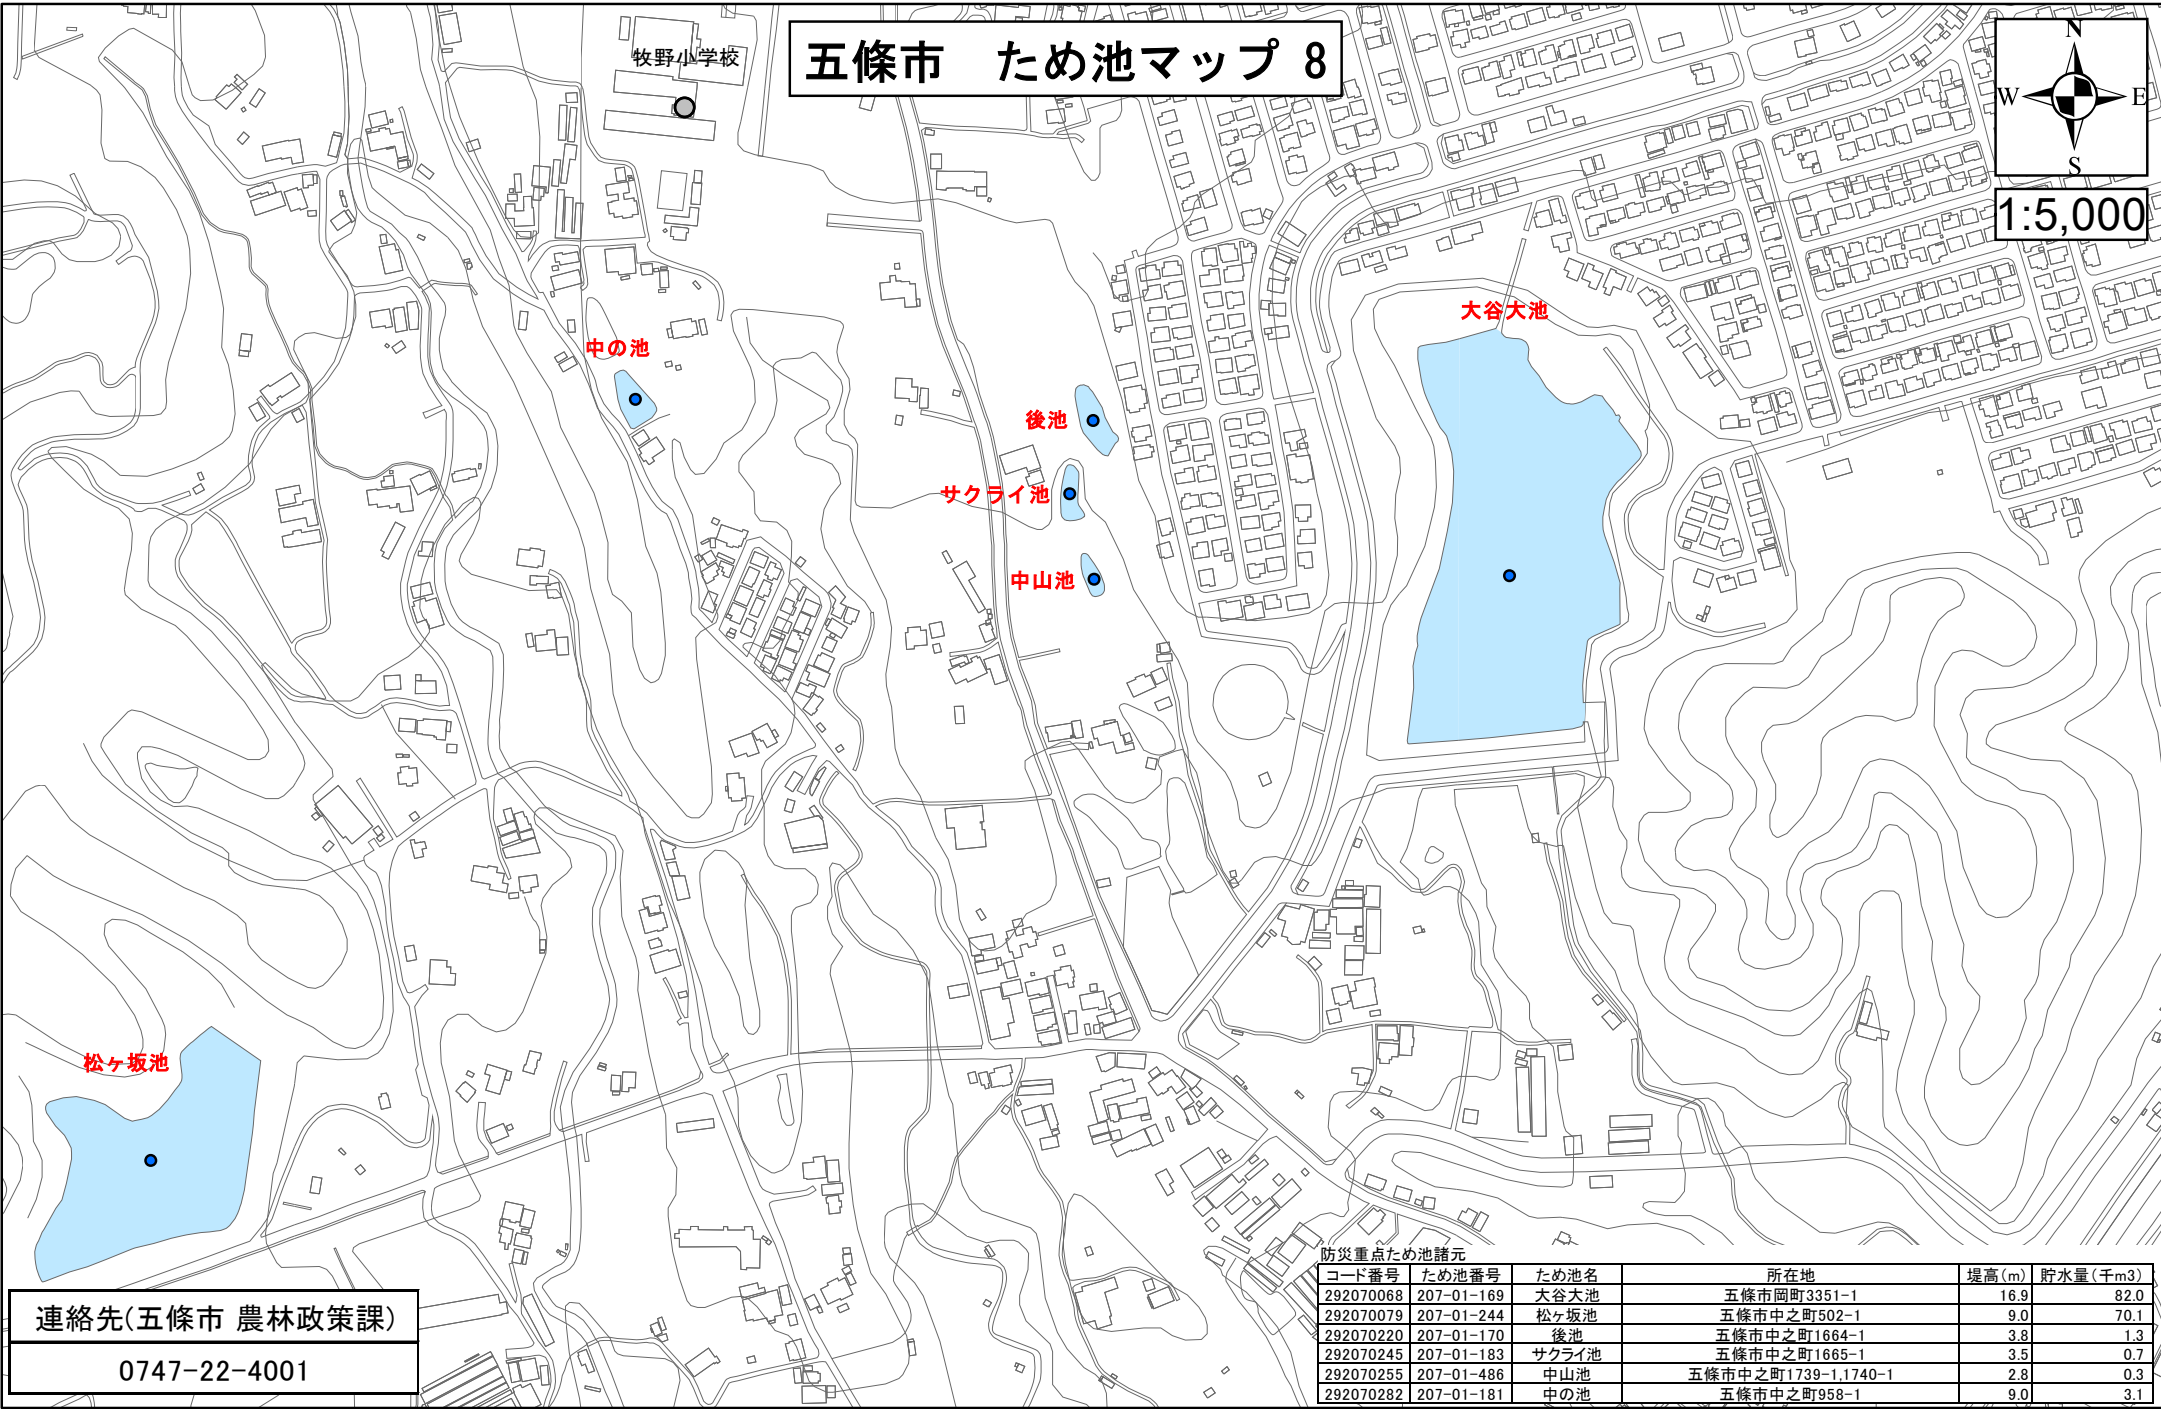 五條市　ため池マップ 8
牧野小学校
N
W E
S
1:5,000
大谷大池
中の池
後池
サクライ池
中山池
松ヶ坂池
防災重点ため池諸元
コード番号 ため池番号 ため池名 所在地 堤高(m) 貯水量(千m3)
292070068 207-01-169 大谷大池 五條市岡町3351-1 16.9 82.0
292070079 207-01-244 松ヶ坂池 五條市中之町502-1 9.0 70.1
292070220 207-01-170 後池 五條市中之町1664-1 3.8 1.3
292070245 207-01-183 サクライ池 五條市中之町1665-1 3.5 0.7
292070255 207-01-486 中山池 五條市中之町1739-1,1740-1 2.8 0.3
292070282 207-01-181 中の池 五條市中之町958-1 9.0 3.1
連絡先(五條市 農林政策課)
0747-22-4001